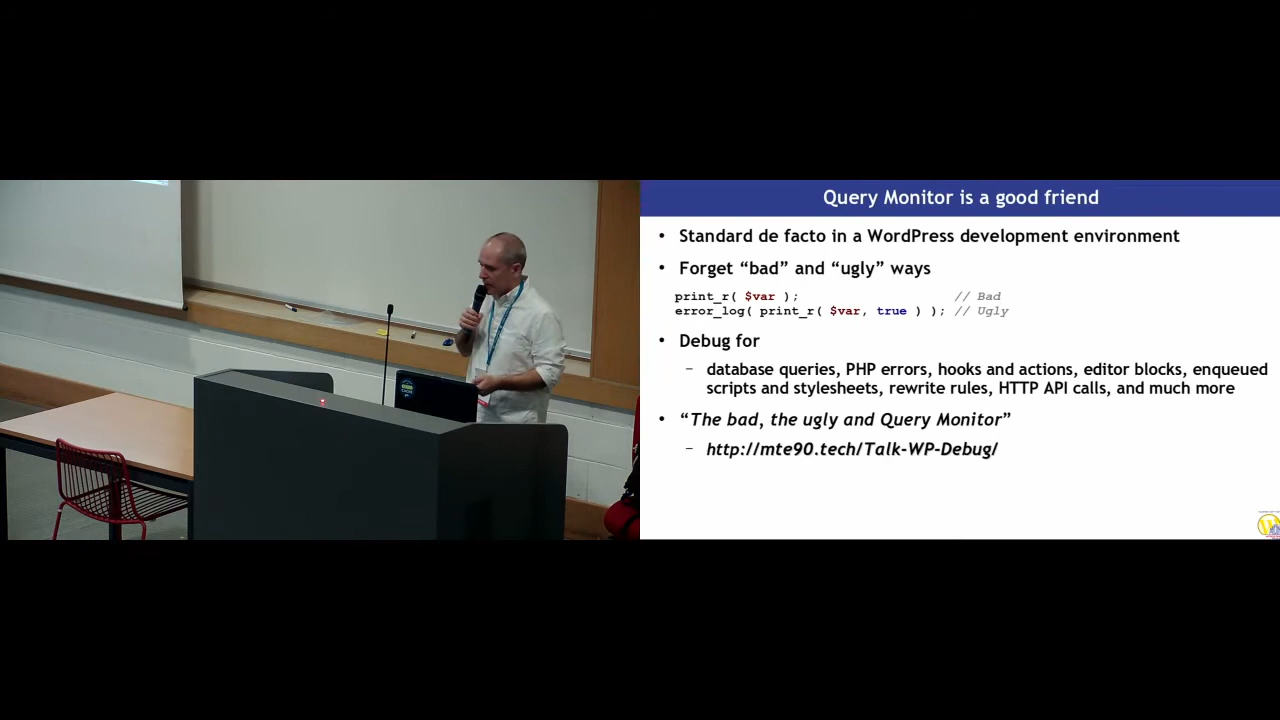 Query Monitor is a good friend
• Standard de facto in a WordPress development environment
• Forget “bad” and “ugly” ways
print_r( $var ); // Bad
error_log( print_r( $var, true ) ); // Ugly
• Debug for
– database queries, PHP errors, hooks and actions, editor blocks, enqueued
scripts and stylesheets, rewrite rules, HTTP API calls, and much more
• “The bad, the ugly and Query Monitor”
– http://mte90.tech/Talk-WP-Debug/